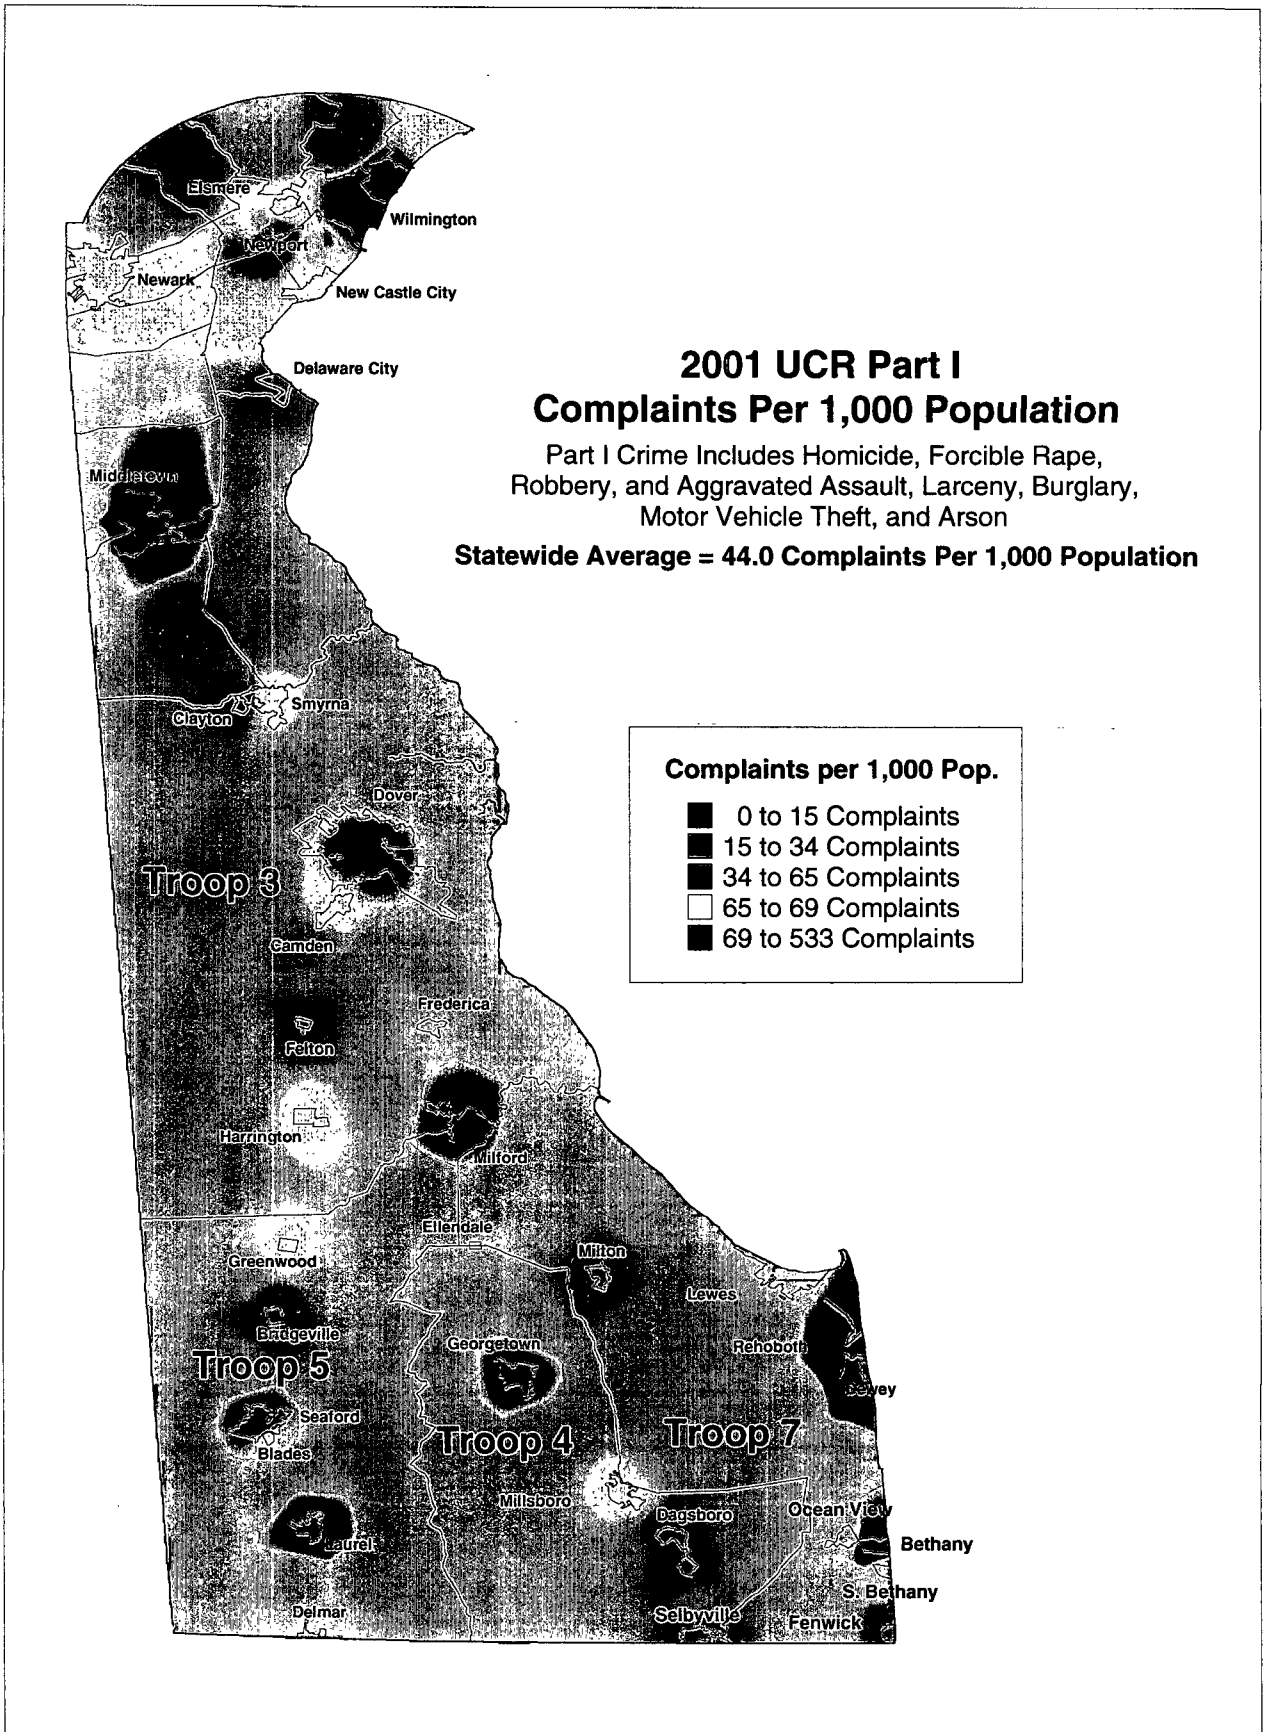 Elsmere
Wilmington
Newport
Newark
New Castle City
Delaware City
2001 UCR Part I
Complaints Per 1,000 Population
Part I Crime Includes Homicide, Forcible Rape,
Robbery, and Aggravated Assault, Larceny, Burglary,
Motor Vehicle Theft, and Arson
Statewide Average = 44.0 Complaints Per 1,000 Population
Middletown
Smyrna
Clayton
Complaints per 1,000 Pop.
0 to 15 Complaints
15 to 34 Complaints
34 to 65 Complaints
65 to 69 Complaints
69 to 533 Complaints
Dover
Troop 3
Camden
Frederica
Felton
Harrington
Milford
Ellendale
Greenwood
Milton
Lewes
Bridgeville
Georgetown
Rehoboth
Troop 5
Dewey
Seaford
Blades
Troop 4
Troop 7
Millsboro
Dagsboro
Ocean View
Laurel
Bethany
S. Bethany
Delmar
Selbyville
Fenwick